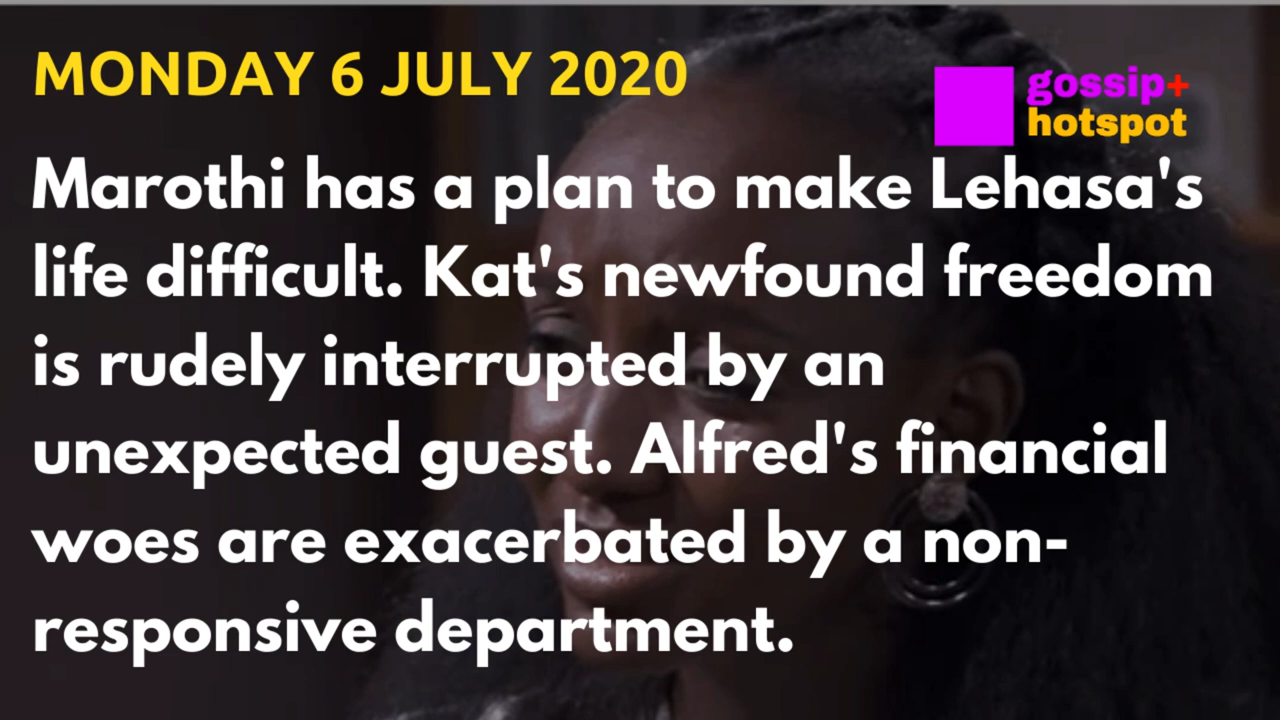 MONDAY 6 JULY 2020
gossip+
hotspot
Marothi has a plan to make Lehasa's
life difficult. Kat's newfound freedom
is rudely interrupted by an
unexpected guest. Alfred's financial
woes are exacerbated by a non-
responsive department.